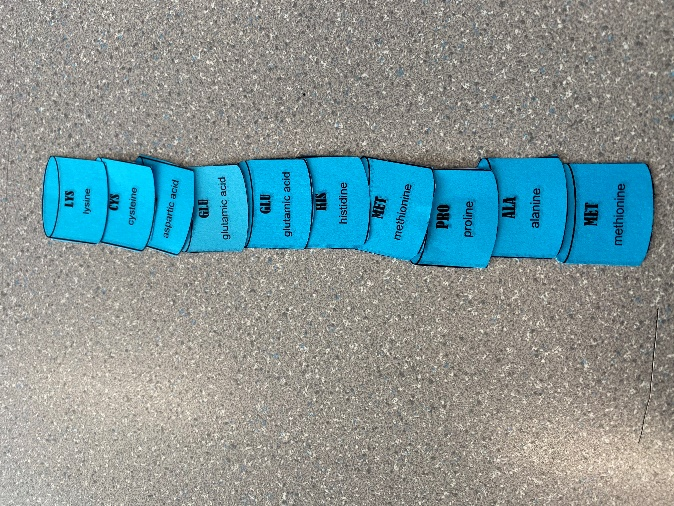 LYS
lysine
CYS
cysteine
aspartic acid
GLU
glutamic acid
GLU
glutamic acid
HIS
histidine
MET
methionine
PRO
proline
ALA
alanine
MET
methionine